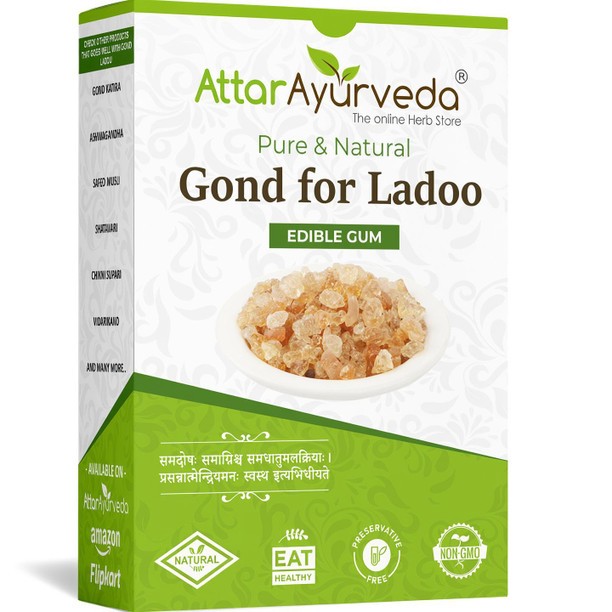 CHECK OTHER PRODUCTS
THAT GOES WELL WITH GOND
LADOO
GOND KATIRA
ASHWAGANDHA
SAFED MUSLI
SHATAVARI
CHIKNI SUPARI
VIDARIKAND
AND MANY MORE..
- AVAILABLE ON -
AttarAyurveda
amazon
Flipkart
AttarAyurveda®
The online Herb Store
Pure & Natural
Gond for Ladoo
EDIBLE GUM
समदोषः समाग्निश्च समधातुमलक्रियाः।
प्रसन्नात्मेन्द्रियमनः स्वस्थ इत्यभिधीयते
NATURAL
EAT
HEALTHY
PRESERVATIVE
FREE
NON-GMO